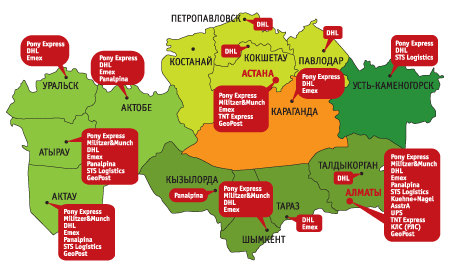 ПЕТРОПАВЛОВСК
DHL
DHL
DHL
КОСТАНАЙ
КОКШЕТАУ
ПАВЛОДАР
АСТАНА
Pony Express
DHL
Emex
УРАЛЬСК
Pony Express
DHL
Emex
Panalpina
АКТОБЕ
Pony Express
Militzer&Munch
DHL
Emex
TNT Express
GeoPost
Pony Express
DHL
Emex
КАРАГАНДА
Pony Express
DHL
STS Logistics
УСТЬ-КАМЕНОГОРСК
АТЫРАУ
Pony Express
Militzer&Munch
DHL
Emex
Panalpina
STS Logistics
GeoPost
АКТАУ
Pony Express
Militzer&Munch
DHL
Emex
Panalpina
STS Logistics
GeoPost
КЫЗЫЛОРДА
Panalpina
Pony Express
Militzer&Munch
DHL
Emex
ШЫМКЕНТ
ТАРАЗ
DHL
Emex
ТАЛДЫКОРГАН
DHL
АЛМАТЫ
Pony Express
Militzer&Munch
DHL
Emex
Panalpina
STS Logistics
Kuehne+Nagel
AsstrA
UPS
TNT Express
КЛС (РЛС)
GeoPost